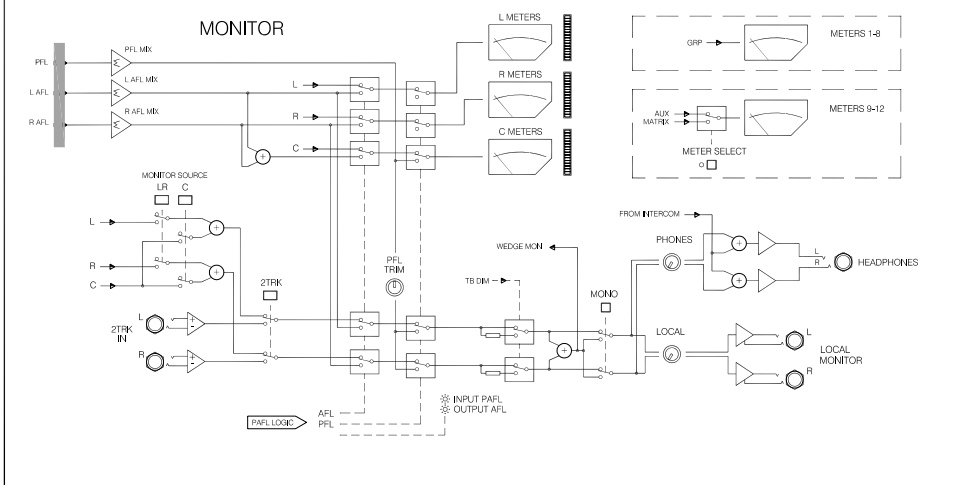 MONITOR
L METERS
R METERS
C METERS
PFL
L AFL
R AFL
PFL MIX
L AFL MIX
R AFL MIX
L
R
C
GRP
METERS 1-8
METERS 9-12
AUX
MATRIX
METER SELECT
MONITOR SOURCE
LR
C
L
R
C
2TRK
2TRK
IN
L
R
PFL
TRIM
WEDGE MON
TB DIM
MONO
FROM INTERCOM
PHONES
L
R
HEADPHONES
LOCAL
L
R
LOCAL
MONITOR
INPUT PAFL
OUTPUT AFL
PAFL LOGIC
AFL
PFL